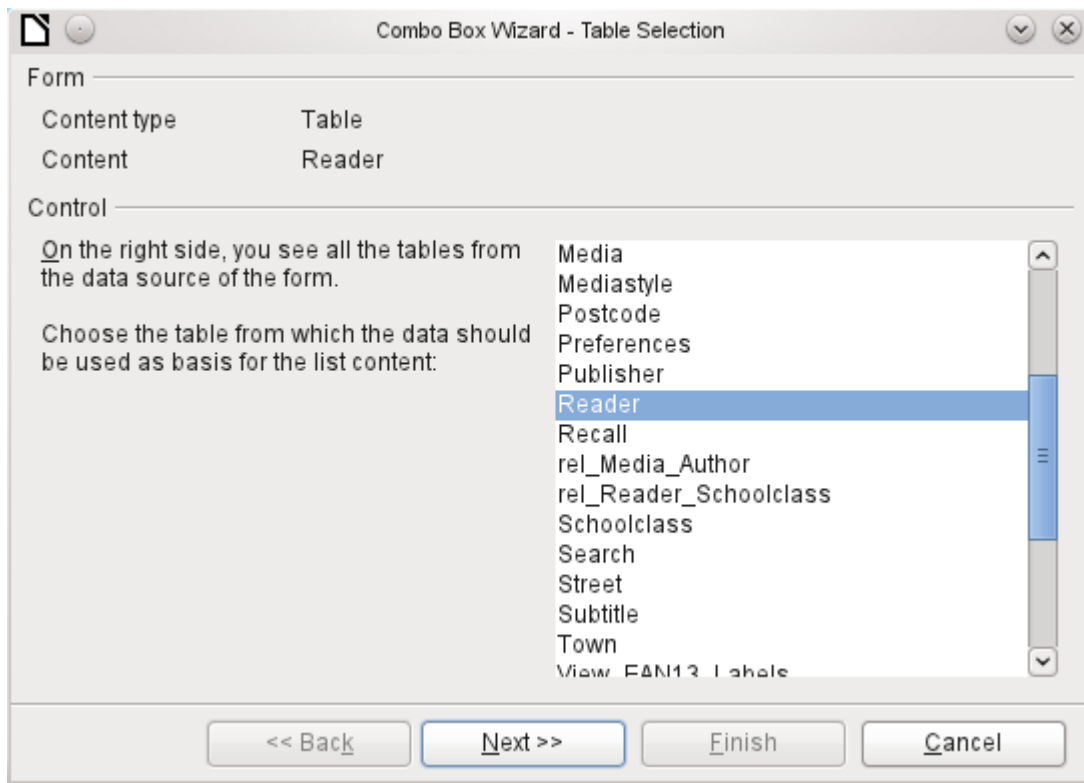 Combo Box Wizard - Table Selection
Form
Content type Table
Content Reader
Control
On the right side, you see all the tables from
the data source of the form.
Choose the table from which the data should
be used as basis for the list content:
Media
Mediastyle
Postcode
Preferences
Publisher
Reader
Recall
rel_Media_Author
rel_Reader_Schoolclass
Schoolclass
Search
Street
Subtitle
Town
View_EAN13_Labels
<< Back Next >> Finish Cancel